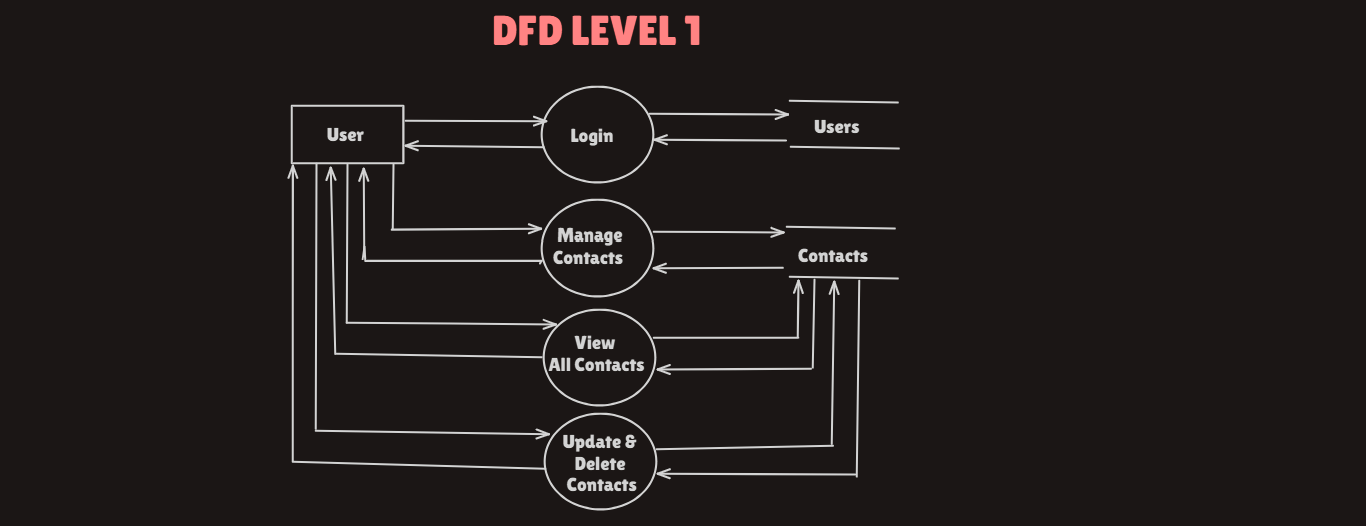 DFD LEVEL 1
User
Login
Users
Manage
Contacts
Contacts
View
All Contacts
Update &
Delete
Contacts